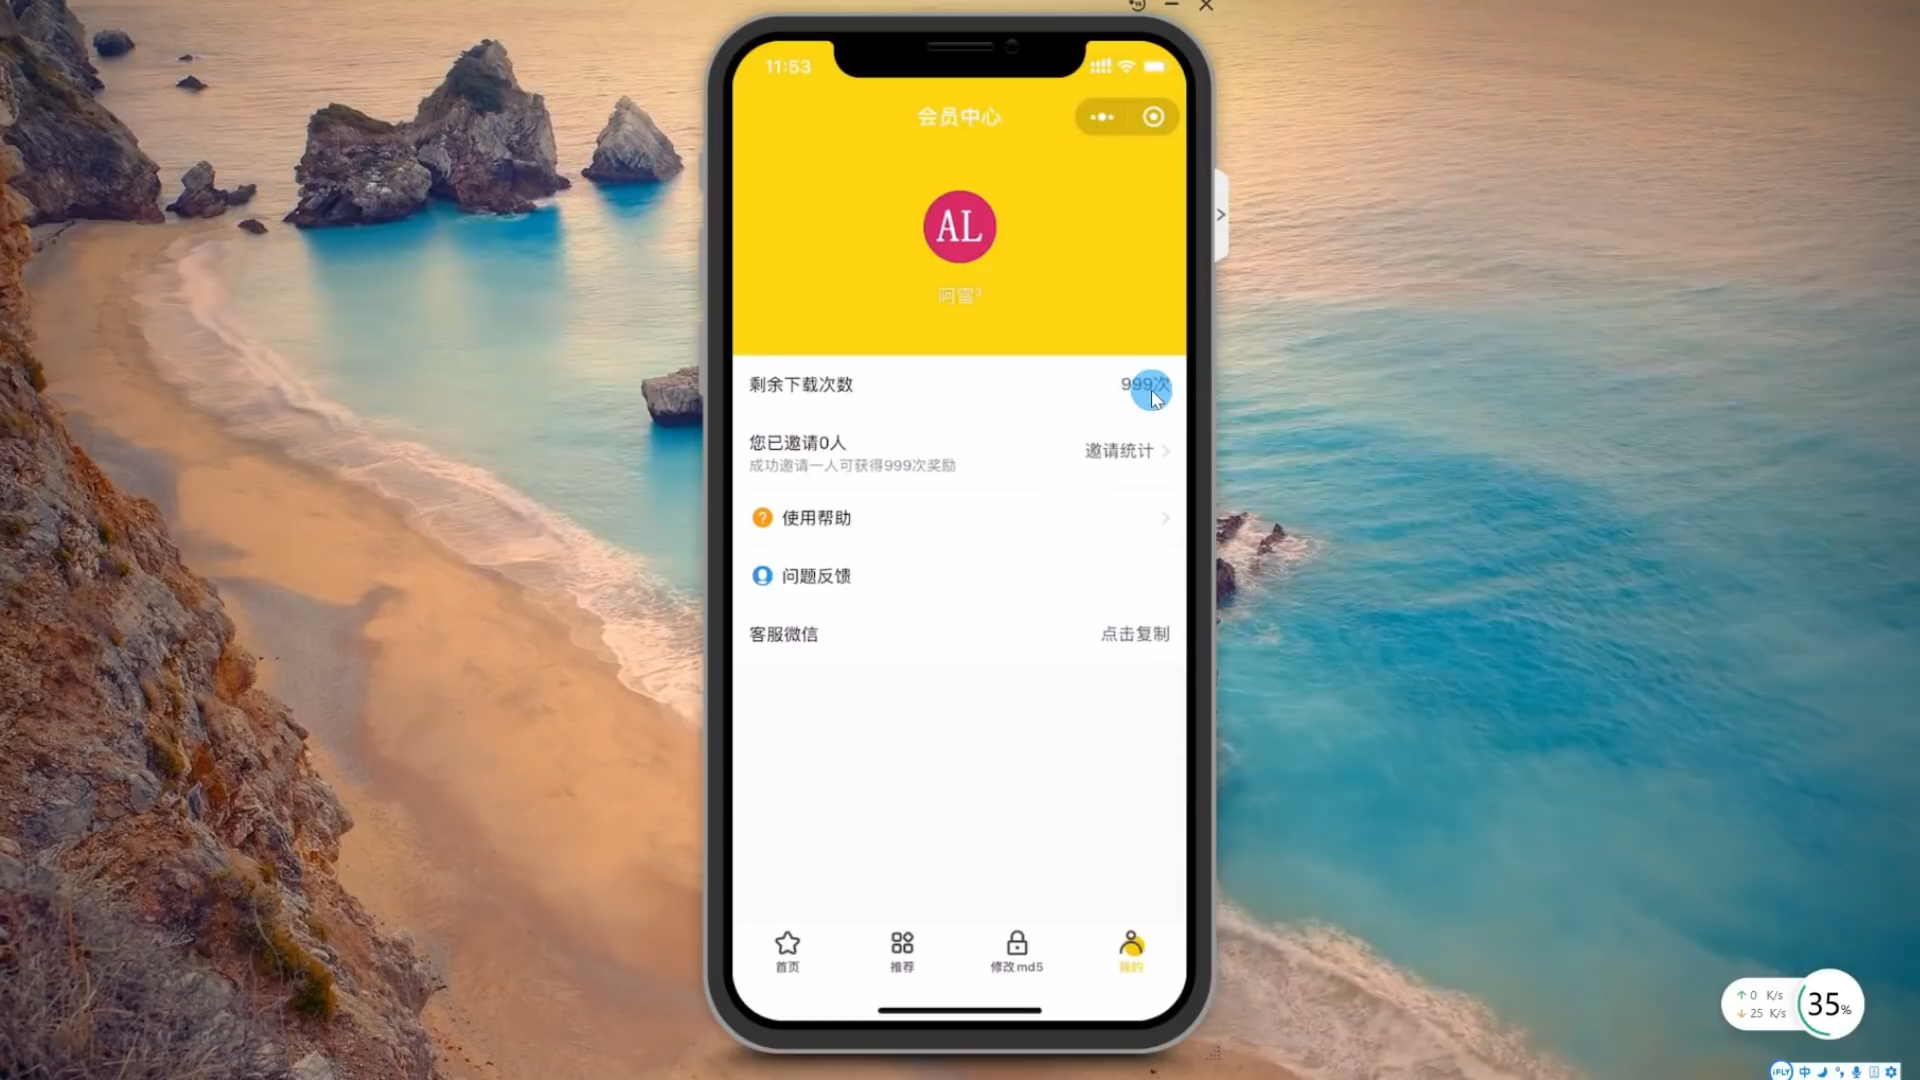 11:53
会员中心
AL
阿雷³
剩余下载次数
999次
您已邀请0人
成功邀请一人可获得999次奖励
邀请统计
使用帮助
问题反馈
客服微信
点击复制
首页
推荐
修改md5
我的
0 K/s
25 K/s
35%
iFLY 中